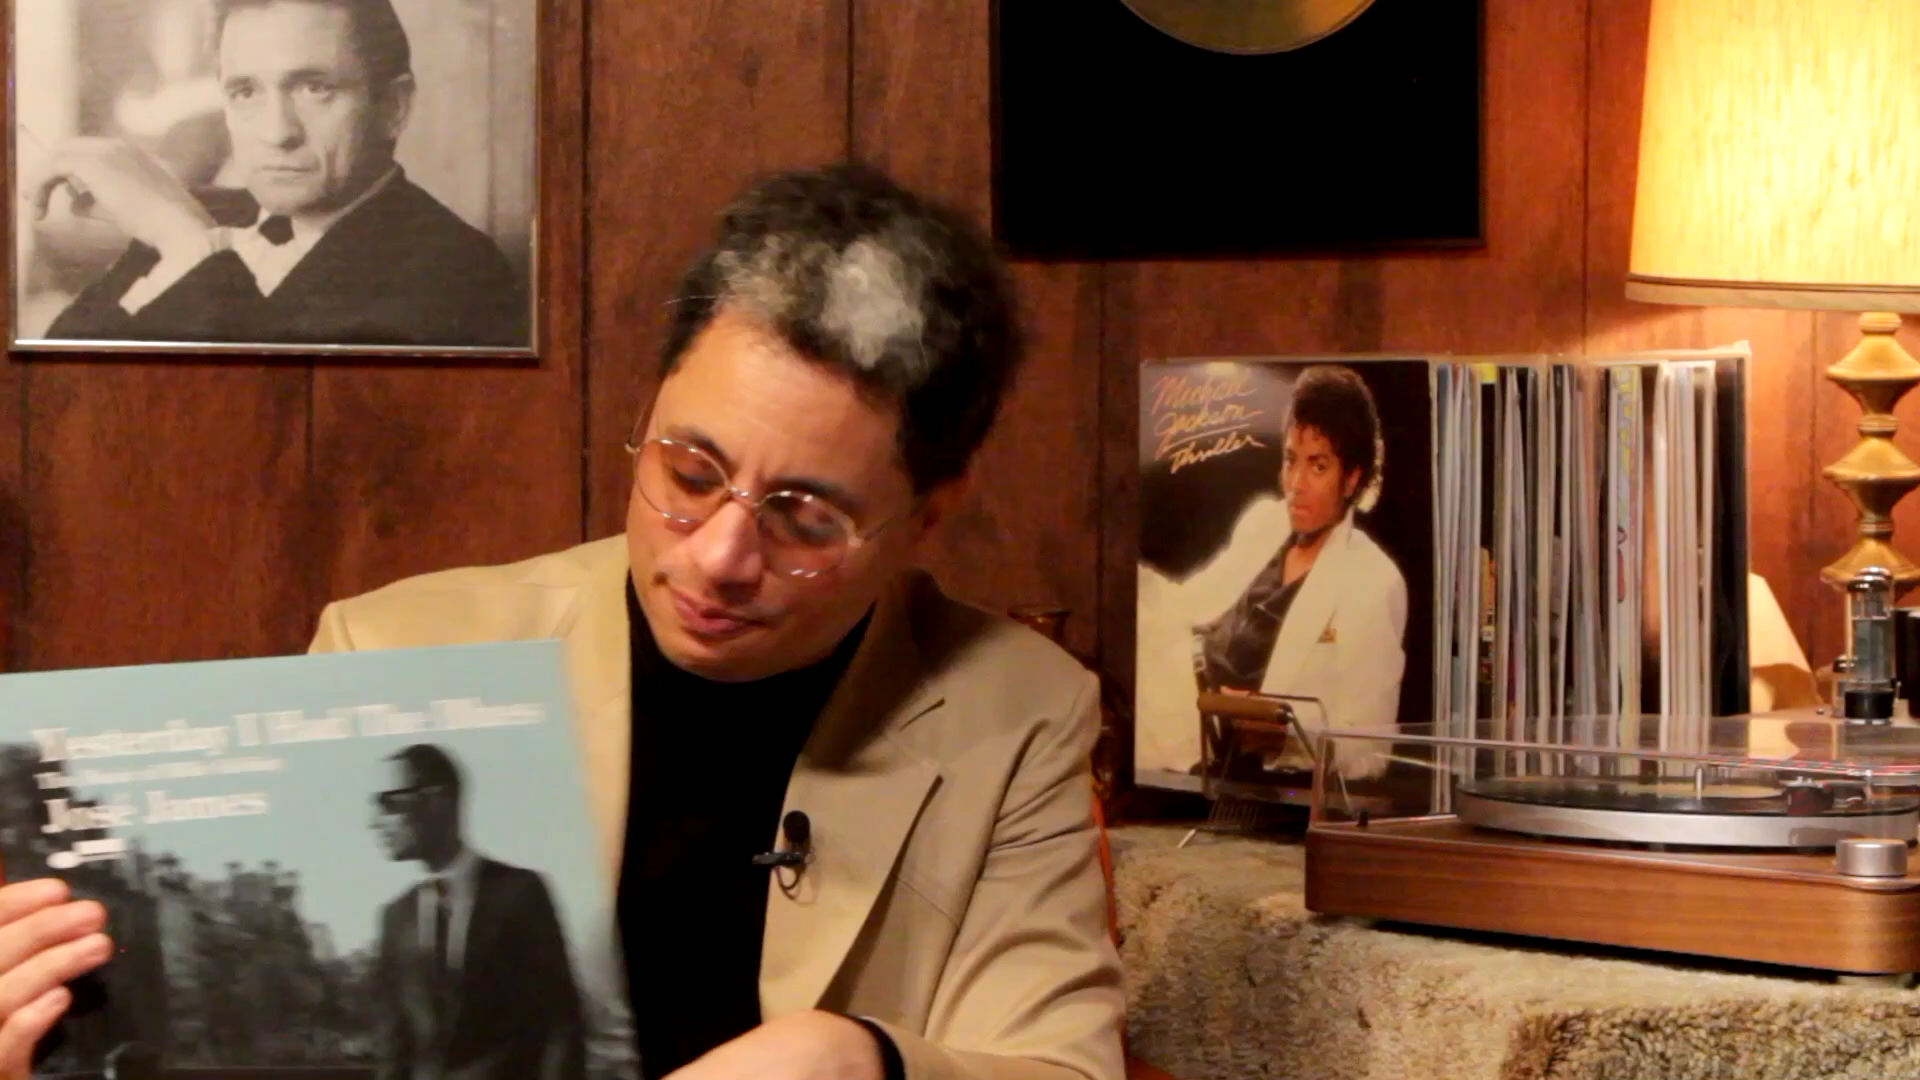 Michael
Jackson
Thriller
Yesterday I Had The Blues
José James